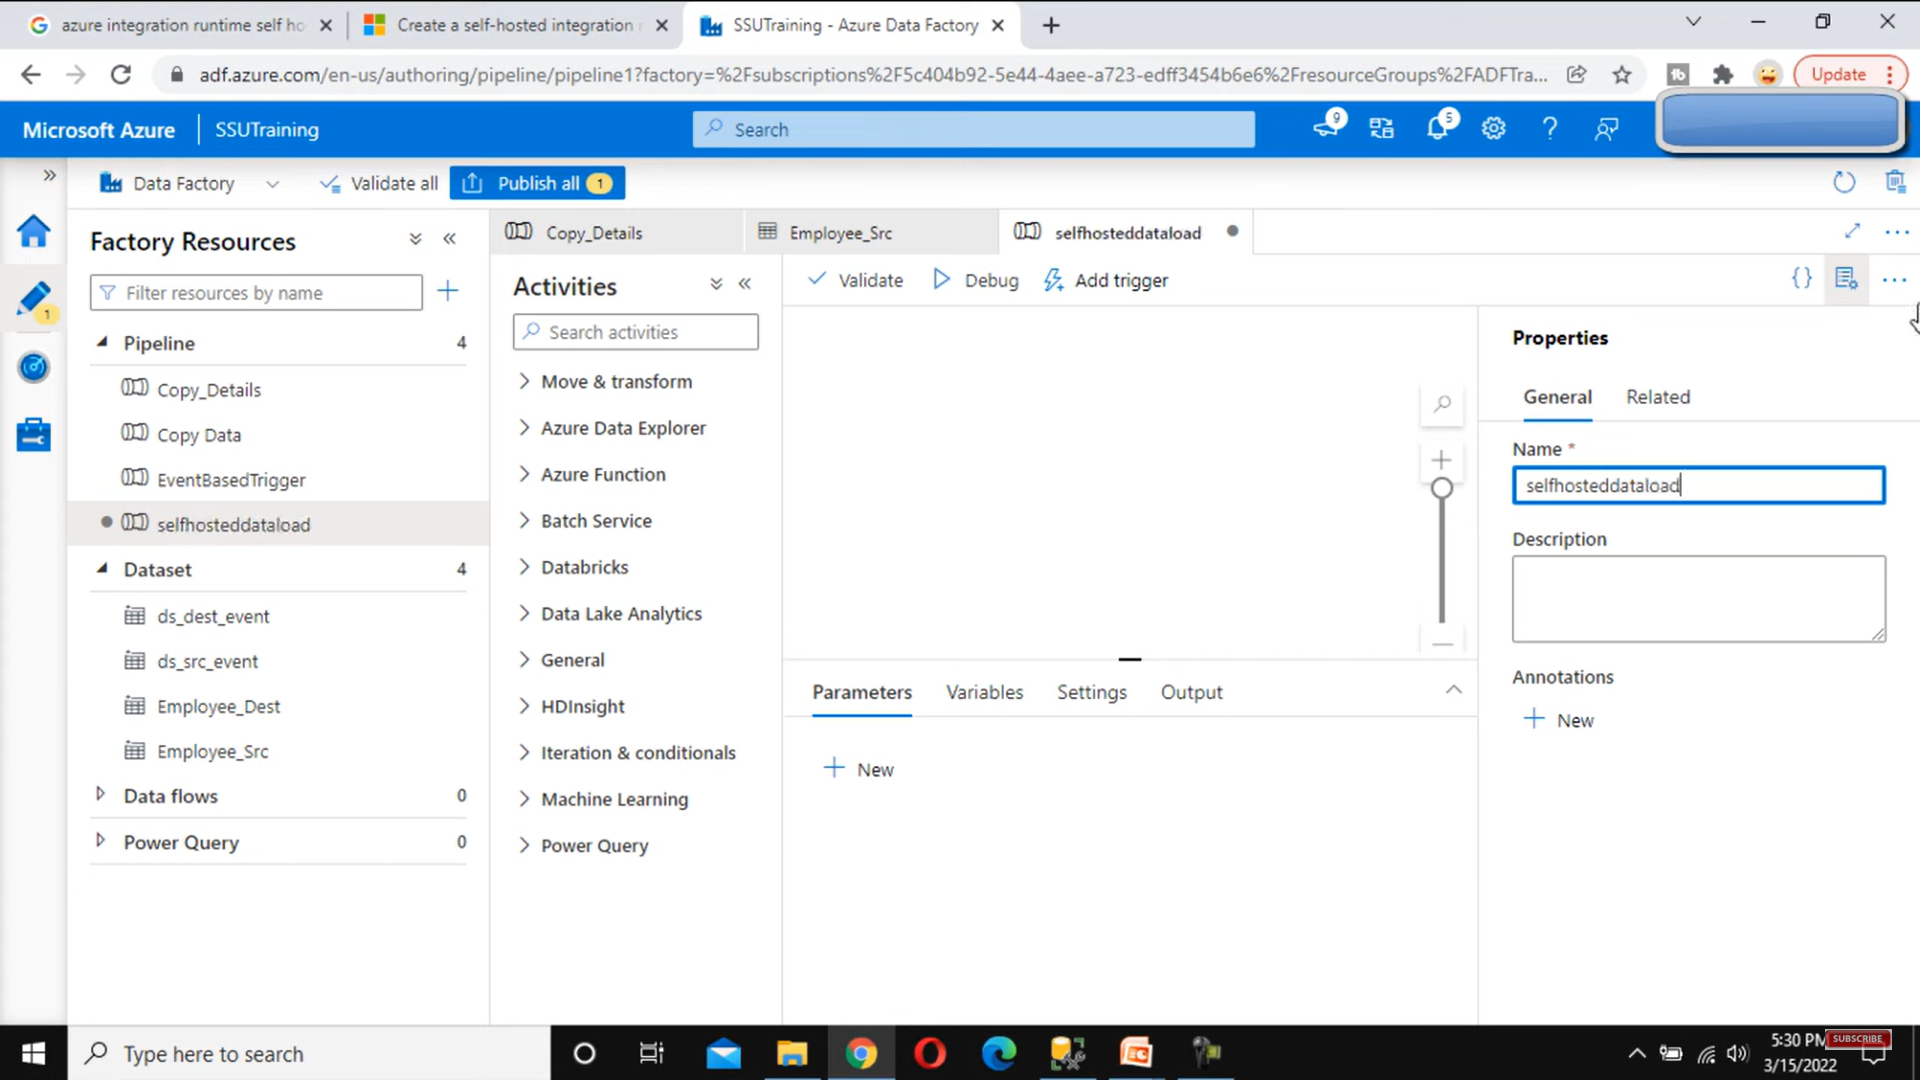 azure integration runtime self ho
Create a self-hosted integration r
SSUTraining - Azure Data Factory
adf.azure.com/en-us/authoring/pipeline/pipeline1?factory=%2Fsubscriptions%2F5c404b92-5e44-4aee-a723-edff3454b6e6%2FresourceGroups%2FADFTra...
Update
Microsoft Azure
SSUTraining
Search
9
5
Data Factory
Validate all
Publish all 1
Factory Resources
Filter resources by name
1
Pipeline 4
Copy_Details
Copy Data
EventBasedTrigger
selfhosteddataload
Dataset 4
ds_dest_event
ds_src_event
Employee_Dest
Employee_Src
Data flows 0
Power Query 0
Copy_Details
Employee_Src
selfhosteddataload
Activities
Search activities
Move & transform
Azure Data Explorer
Azure Function
Batch Service
Databricks
Data Lake Analytics
General
HDInsight
Iteration & conditionals
Machine Learning
Power Query
Validate
Debug
Add trigger
Parameters
Variables
Settings
Output
New
Properties
General
Related
Name *
selfhosteddataload
Description
Annotations
New
Type here to search
5:30 PM
3/15/2022
SUBSCRIBE